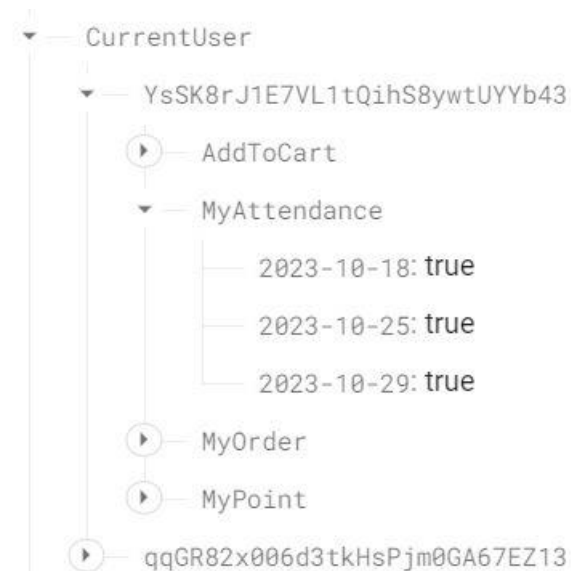 CurrentUser
YsSK8rJ1E7VL1tQihS8ywtUYYb43
AddToCart
MyAttendance
2023-10-18: true
2023-10-25: true
2023-10-29: true
MyOrder
MyPoint
qqGR82x006d3tkHsPjm0GA67EZ13